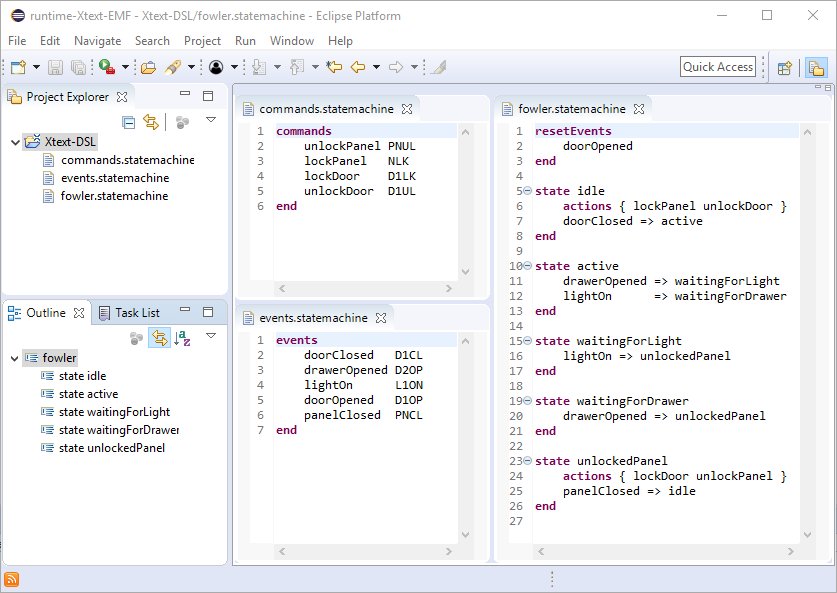 runtime-Xtext-EMF - Xtext-DSL/fowler.statemachine - Eclipse Platform
File Edit Navigate Search Project Run Window Help
Quick Access
Project Explorer
Xtext-DSL
commands.statemachine
events.statemachine
fowler.statemachine
Outline Task List
fowler
state idle
state active
state waitingForLight
state waitingForDrawer
state unlockedPanel
commands.statemachine
1 commands
2 unlockPanel PNUL
3 lockPanel NLK
4 lockDoor D1LK
5 unlockDoor D1UL
6 end
events.statemachine
1 events
2 doorClosed D1CL
3 drawerOpened D2OP
4 lightOn L1ON
5 doorOpened D1OP
6 panelClosed PNCL
7 end
fowler.statemachine
1 resetEvents
2 doorOpened
3 end
4
5 state idle
6 actions { lockPanel unlockDoor }
7 doorClosed => active
8 end
9
10 state active
11 drawerOpened => waitingForLight
12 lightOn => waitingForDrawer
13 end
14
15 state waitingForLight
16 lightOn => unlockedPanel
17 end
18
19 state waitingForDrawer
20 drawerOpened => unlockedPanel
21 end
22
23 state unlockedPanel
24 actions { lockDoor unlockPanel }
25 panelClosed => idle
26 end
27